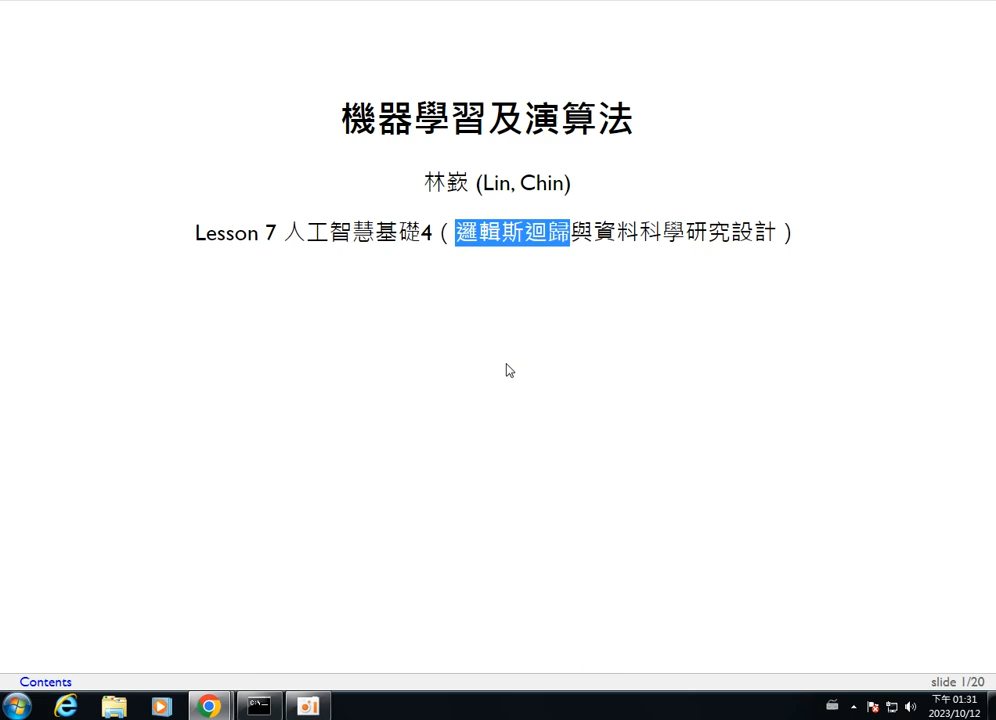 機器學習及演算法
林嶔 (Lin, Chin)
Lesson 7 人工智慧基礎4（邏輯斯迴歸與資料科學研究設計）
Contents
slide 1/20
下午 01:31
2023/10/12